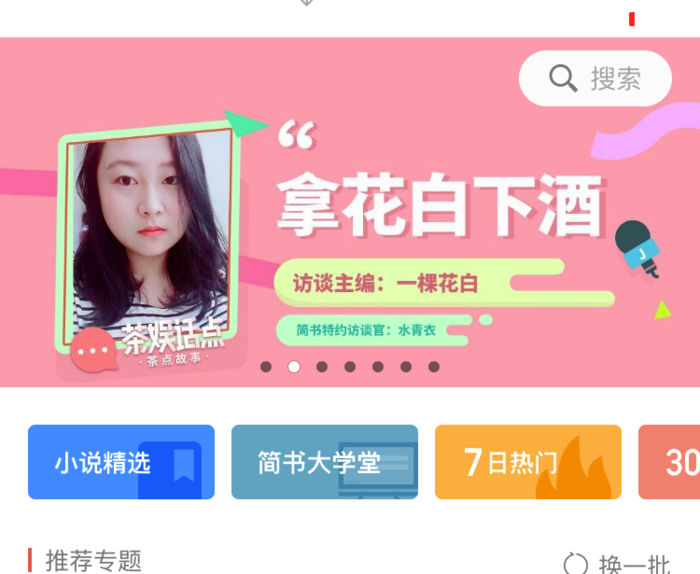 搜索
“
拿花白下酒
访谈主编：一棵花白
简书特约访谈官：水青衣
J
茶娱话点
·茶点故事·
小说精选
简书大学堂
7日热门
30
推荐专题
换一批